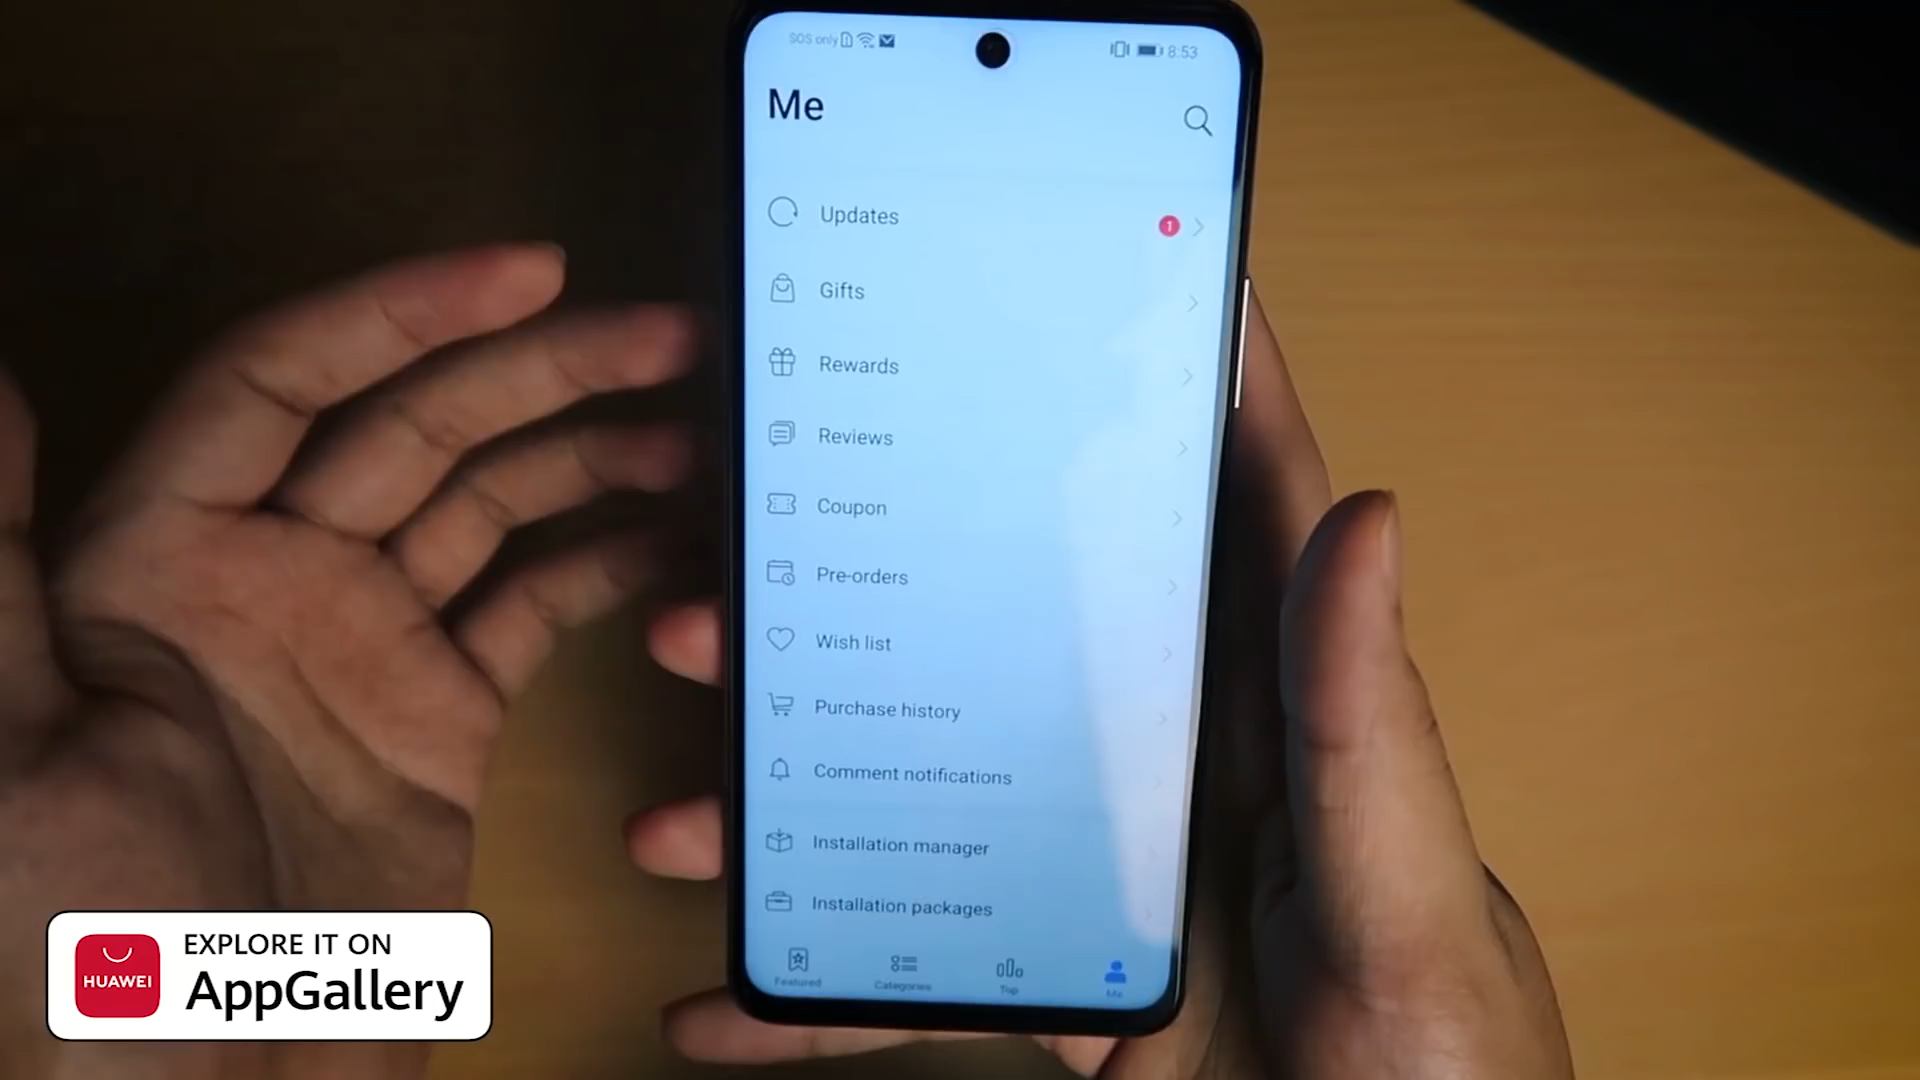 SOS only
8:53
Me
Updates
1
Gifts
Rewards
Reviews
Coupon
Pre-orders
Wish list
Purchase history
Comment notifications
Installation manager
Installation packages
Featured
Categories
Top
Me
HUAWEI
EXPLORE IT ON
AppGallery